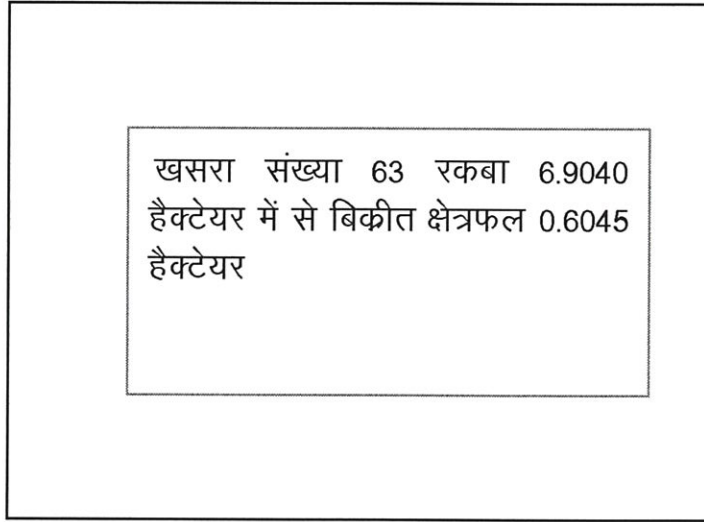 खसरा संख्या 63 रकबा 6.9040
हैक्टेयर में से बिक्रीत क्षेत्रफल 0.6045
हैक्टेयर